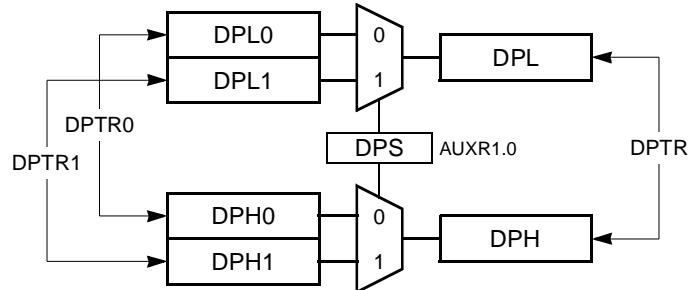 DPL0
0
DPL
DPL1
1
DPTR0
DPTR1
DPS
AUXR1.0
DPTR
DPH0
0
DPH
DPH1
1